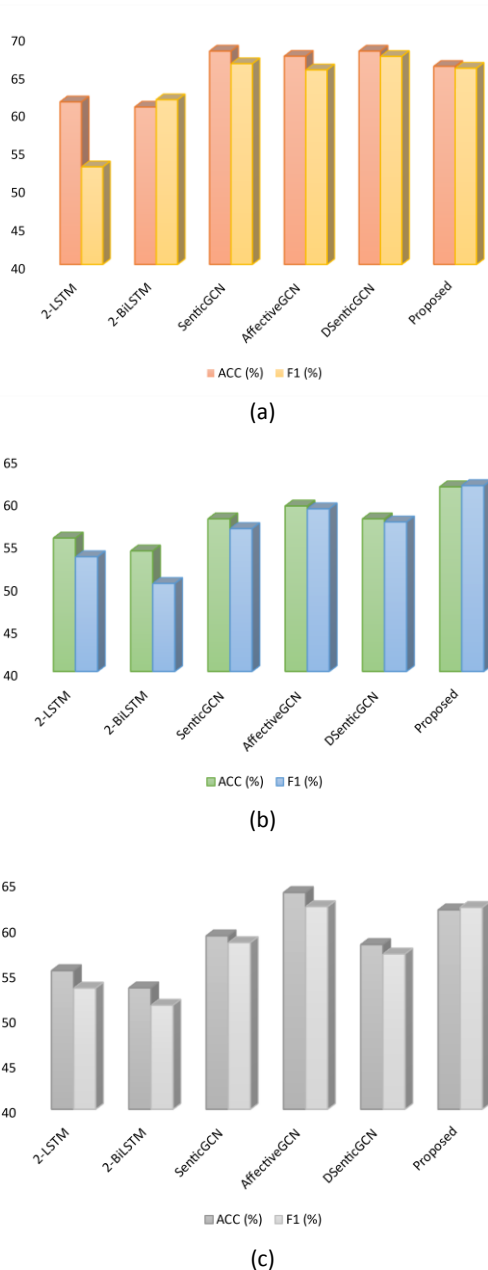 70
65
60
55
50
45
40
2-LSTM
2-BiLSTM
SenticGCN
AffectiveGCN
DSenticGCN
Proposed
ACC (%) F1 (%)
(a)
65
60
55
50
45
40
2-LSTM
2-BiLSTM
SenticGCN
AffectiveGCN
DSenticGCN
Proposed
ACC (%) F1 (%)
(b)
65
60
55
50
45
40
2-LSTM
2-BiLSTM
SenticGCN
AffectiveGCN
DSenticGCN
Proposed
ACC (%) F1 (%)
(c)